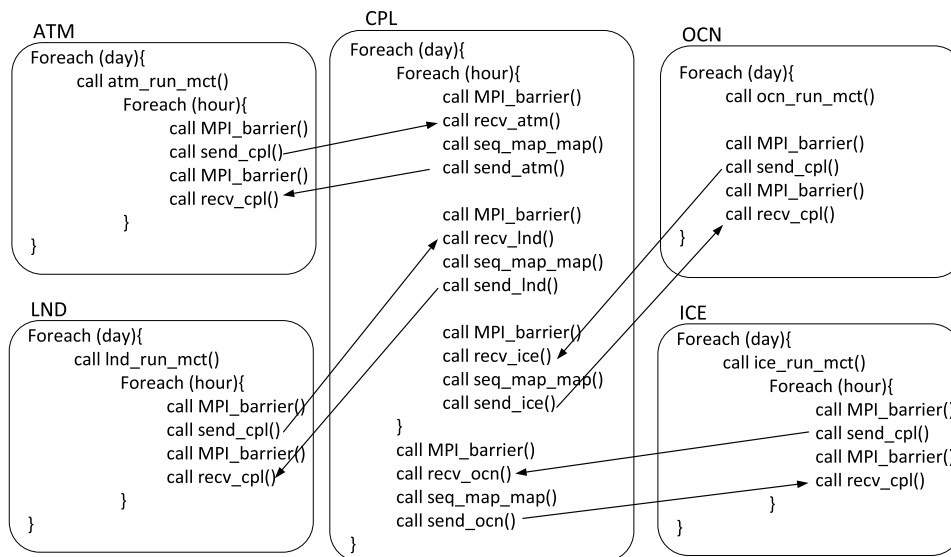 ATM
Foreach (day){
call atm_run_mct()
Foreach (hour){
call MPI_barrier()
call send_cpl()
call MPI_barrier()
call recv_cpl()
}
}
LND
Foreach (day){
call lnd_run_mct()
Foreach (hour){
call MPI_barrier()
call send_cpl()
call MPI_barrier()
call recv_cpl()
}
}
CPL
Foreach (day){
Foreach (hour){
call MPI_barrier()
call recv_atm()
call seq_map_map()
call send_atm()
call MPI_barrier()
call recv_lnd()
call seq_map_map()
call send_lnd()
call MPI_barrier()
call recv_ice()
call seq_map_map()
call send_ice()
}
call MPI_barrier()
call recv_ocn()
call seq_map_map()
call send_ocn()
}
OCN
Foreach (day){
call ocn_run_mct()
call MPI_barrier()
call send_cpl()
call MPI_barrier()
call recv_cpl()
}
ICE
Foreach (day){
call ice_run_mct()
Foreach (hour){
call MPI_barrier()
call send_cpl()
call MPI_barrier()
call recv_cpl()
}
}